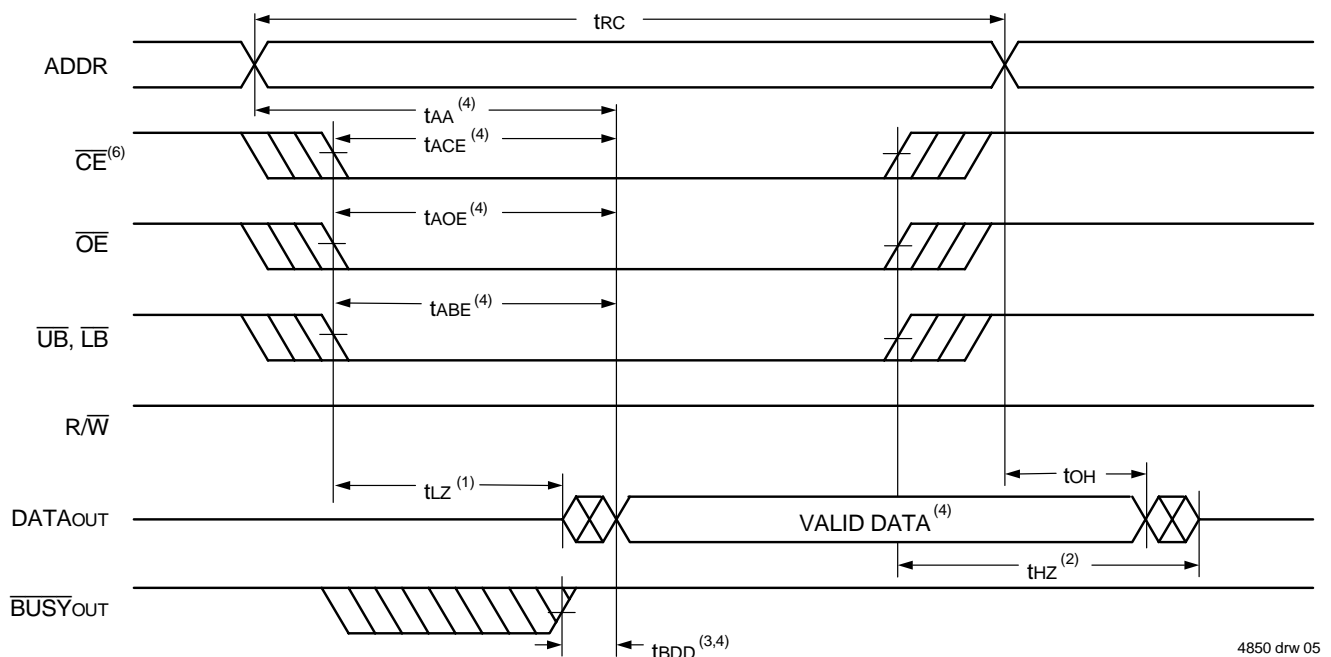 tRC
ADDR
tAA (4)
CE (6)
tACE (4)
OE
tAOE (4)
UB, LB
tABE (4)
R/W
tLZ (1)
tOH
DATAOUT
VALID DATA (4)
tHZ (2)
BUSYOUT
tBDD (3,4)
4850 drw 05